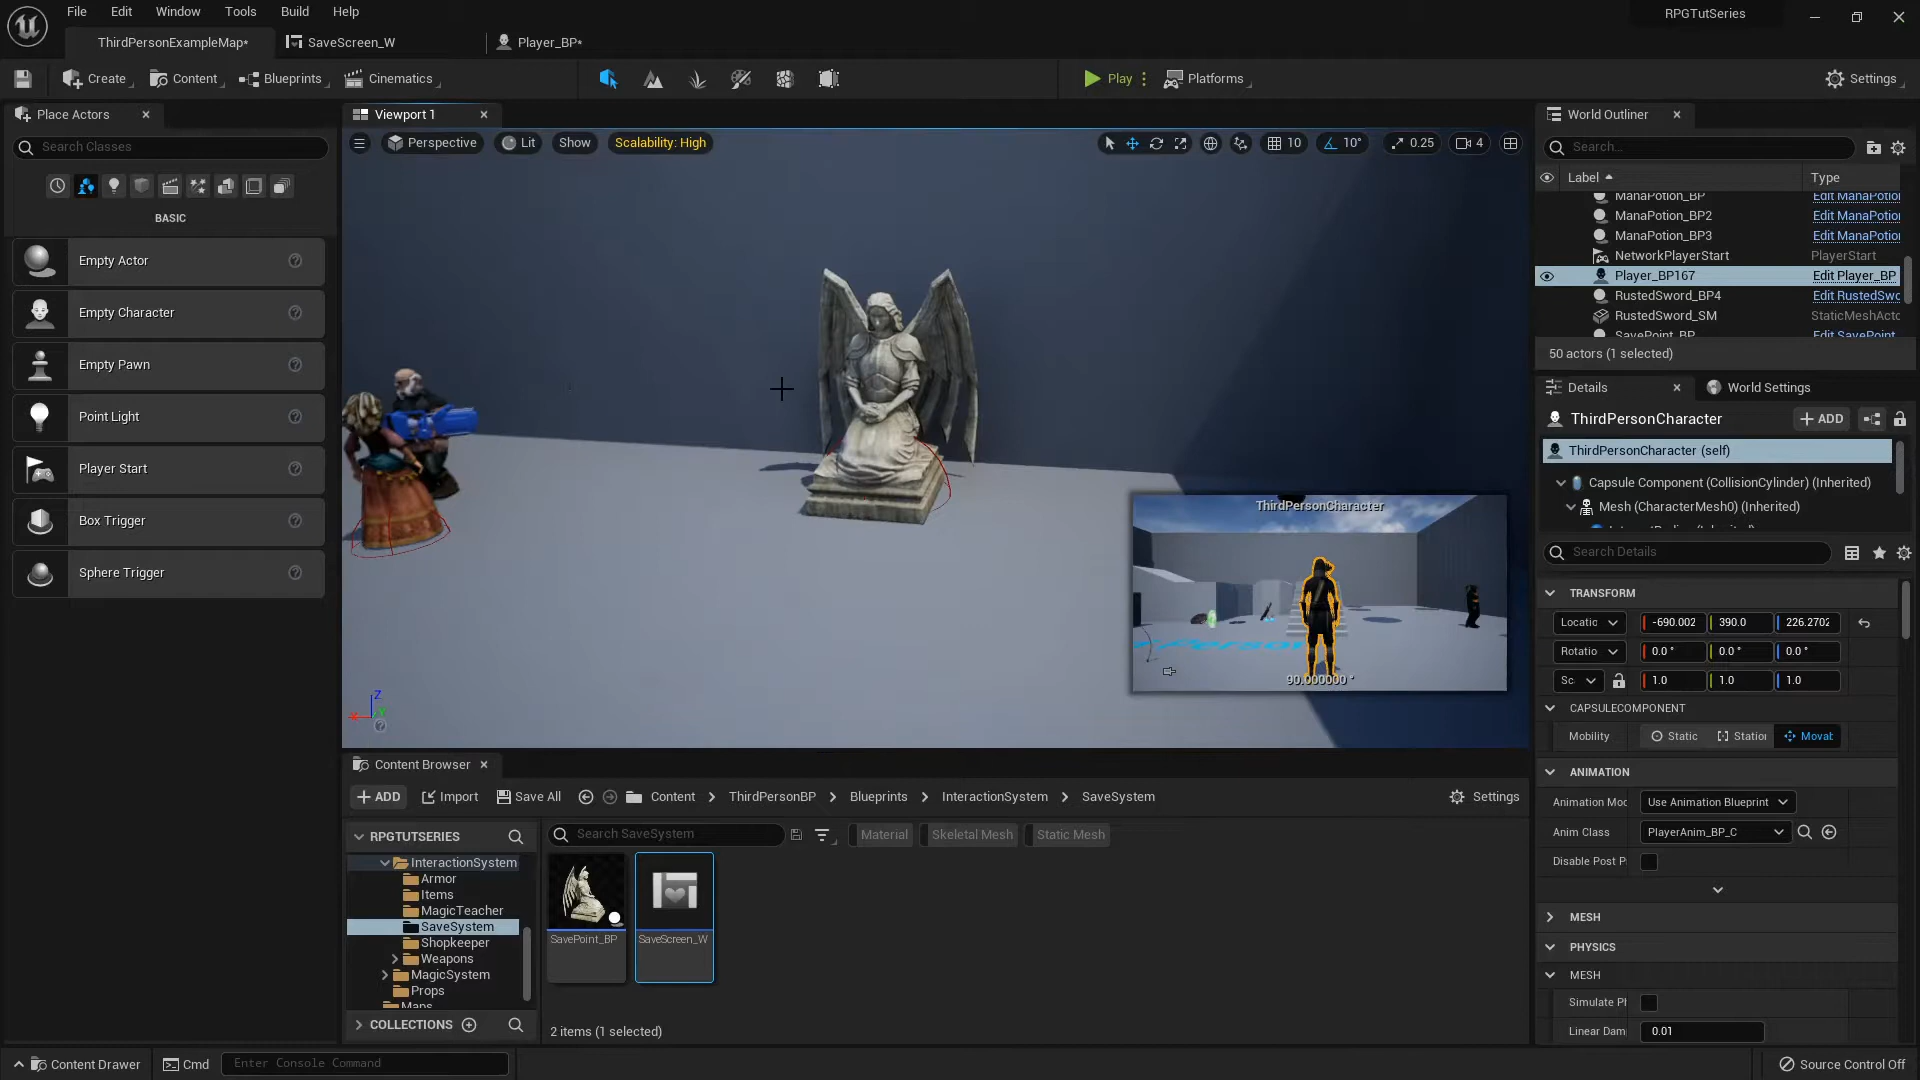 File Edit Window Tools Build Help
RPGTutSeries
ThirdPersonExampleMap*
SaveScreen_W
Player_BP*
Create
Content
Blueprints
Cinematics
Play
Platforms
Settings
Place Actors
Search Classes
BASIC
Empty Actor
Empty Character
Empty Pawn
Point Light
Player Start
Box Trigger
Sphere Trigger
Viewport 1
Perspective
Lit
Show
Scalability: High
10
10°
0.25
4
ThirdPersonCharacter
90.000000 °
Z
X
Y
World Outliner
Search...
Label
Type
ManaPotion_BP Edit ManaPotion
ManaPotion_BP2 Edit ManaPotion
ManaPotion_BP3 Edit ManaPotion
NetworkPlayerStart PlayerStart
Player_BP167 Edit Player_BP
RustedSword_BP4 Edit RustedSwo
RustedSword_SM StaticMeshActo
SavePoint_BP Edit SavePoint
50 actors (1 selected)
Details
World Settings
ThirdPersonCharacter
ADD
ThirdPersonCharacter (self)
Capsule Component (CollisionCylinder) (Inherited)
Mesh (CharacterMesh0) (Inherited)
Search Details
TRANSFORM
Locatic -690.002 390.0 226.2702
Rotatio 0.0 ° 0.0 ° 0.0 °
Sc 1.0 1.0 1.0
CAPSULECOMPONENT
Mobility Static Station Movab
ANIMATION
Animation Mod Use Animation Blueprint
Anim Class PlayerAnim_BP_C
Disable Post P
MESH
PHYSICS
MESH
Simulate Ph
Linear Dam 0.01
Content Browser
ADD
Import
Save All
Content
ThirdPersonBP
Blueprints
InteractionSystem
SaveSystem
Settings
RPGTUTSERIES
Search SaveSystem
Material
Skeletal Mesh
Static Mesh
InteractionSystem
Armor
Items
MagicTeacher
SaveSystem
Shopkeeper
Weapons
MagicSystem
Props
Maps
SavePoint_BP
SaveScreen_W
COLLECTIONS
2 items (1 selected)
Content Drawer
Cmd
Enter Console Command
Source Control Off